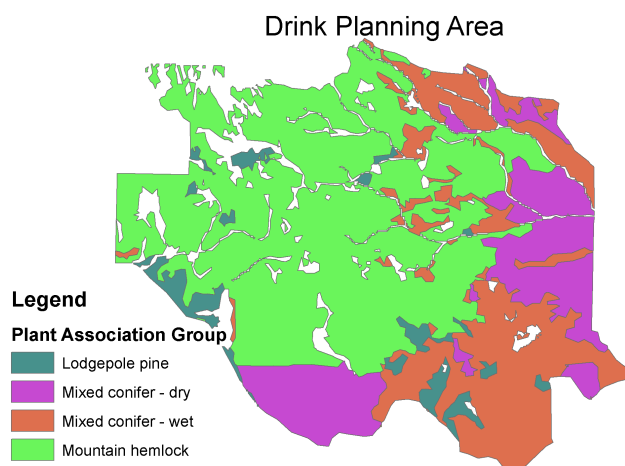 Drink Planning Area
Legend
Plant Association Group
Lodgepole pine
Mixed conifer - dry
Mixed conifer - wet
Mountain hemlock